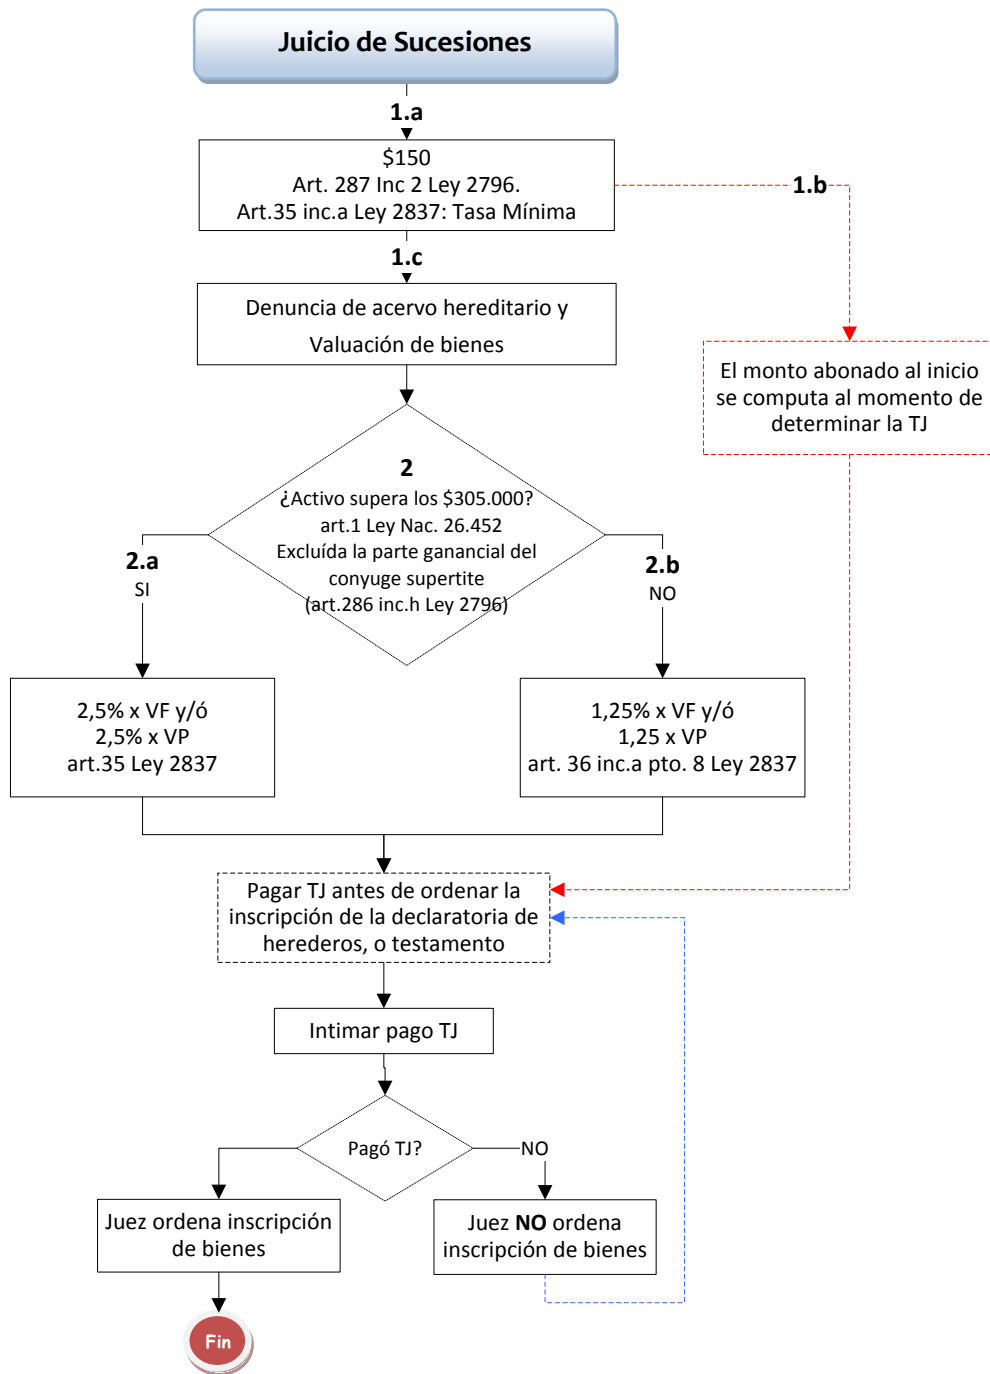 Juicio de Sucesiones
1.a
$150
Art. 287 Inc 2 Ley 2796.
Art.35 inc.a Ley 2837: Tasa Mínima
1.b
1.c
Denuncia de acervo hereditario y
Valuación de bienes
El monto abonado al inicio
se computa al momento de
determinar la TJ
2
¿Activo supera los $305.000?
art.1 Ley Nac. 26.452
Excluída la parte ganancial del
conyuge supertite
(art.286 inc.h Ley 2796)
2.a
SI
2.b
NO
2,5% x VF y/ó
2,5% x VP
art.35 Ley 2837
1,25% x VF y/ó
1,25 x VP
art. 36 inc.a pto. 8 Ley 2837
Pagar TJ antes de ordenar la
inscripción de la declaratoria de
herederos, o testamento
Intimar pago TJ
Pagó TJ?
NO
Juez ordena inscripción
de bienes
Juez NO ordena
inscripción de bienes
Fin